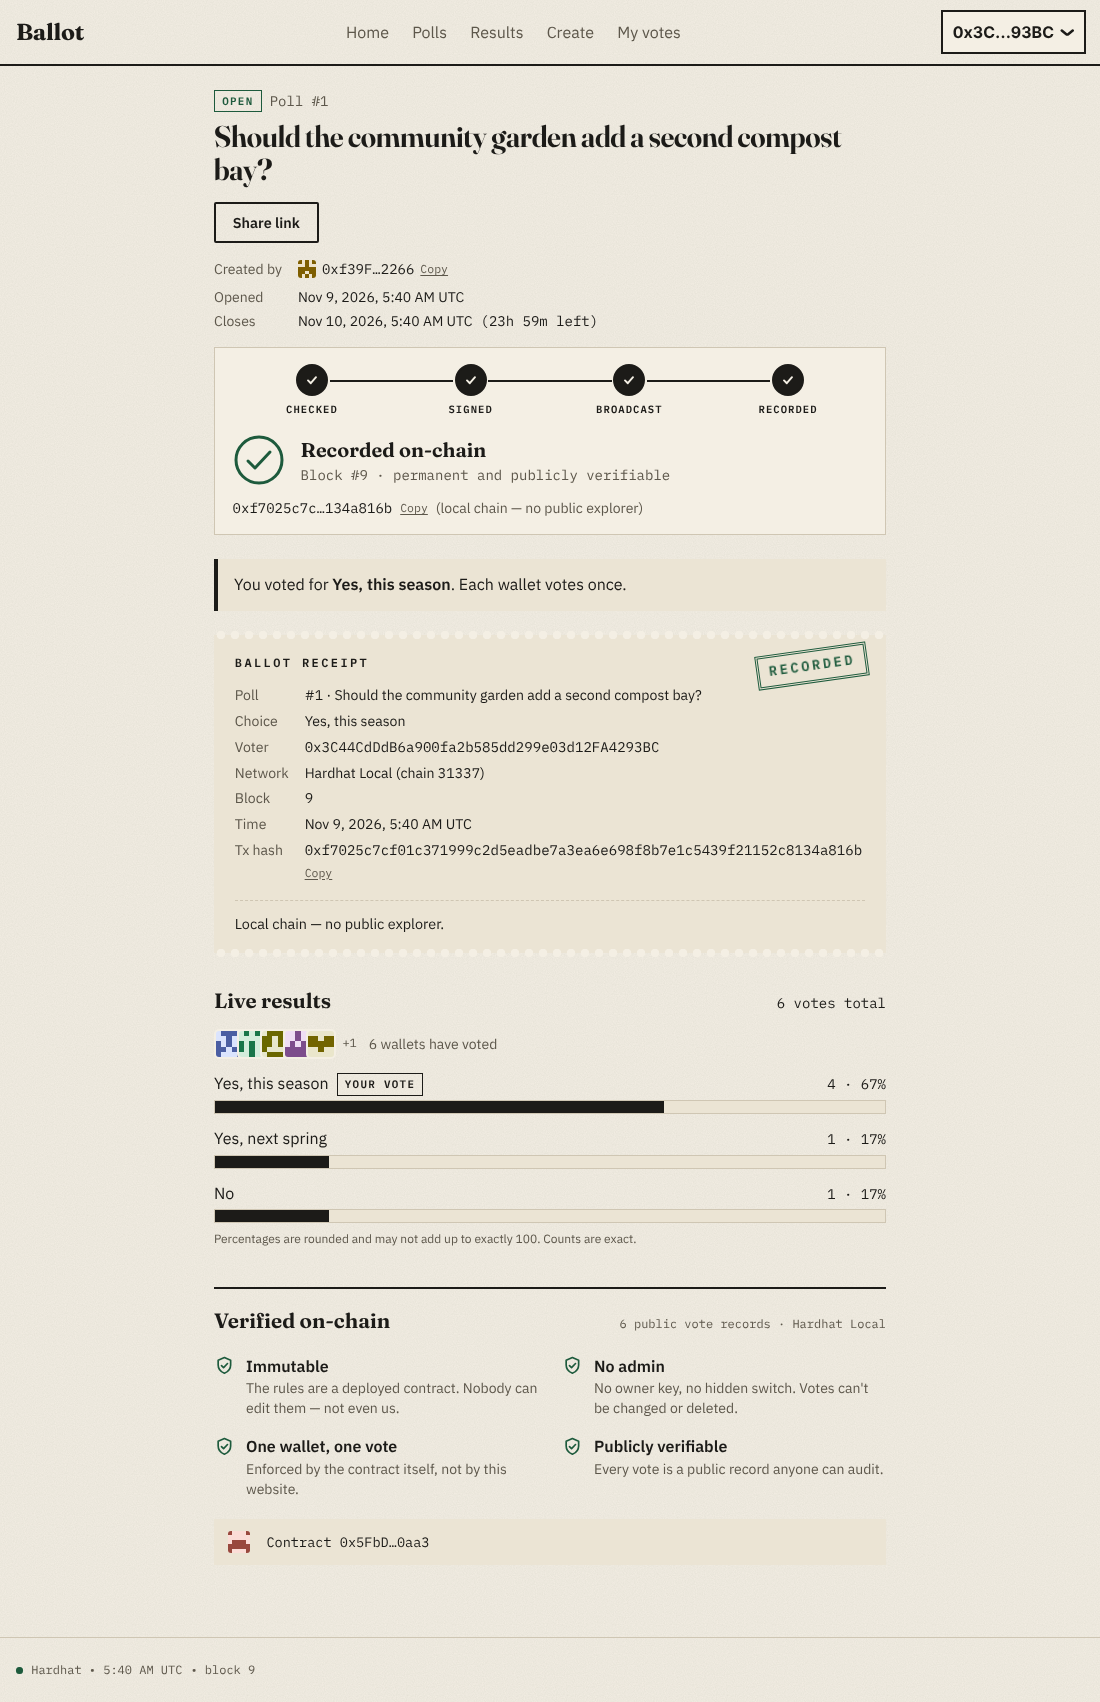 Ballot
Home Polls Results Create My votes
0x3C...93BC
OPEN Poll #1
Should the community garden add a second compost
bay?
Share link
Created by 0xf39F…2266 Copy
Opened Nov 9, 2026, 5:40 AM UTC
Closes Nov 10, 2026, 5:40 AM UTC (23h 59m left)
CHECKED SIGNED BROADCAST RECORDED
Recorded on-chain
Block #9 · permanent and publicly verifiable
0xf7025c7c…134a816b Copy (local chain — no public explorer)
You voted for Yes, this season. Each wallet votes once.
BALLOT RECEIPT
RECORDED
Poll #1 · Should the community garden add a second compost bay?
Choice Yes, this season
Voter 0x3C44CdDdB6a900fa2b585dd299e03d12FA4293BC
Network Hardhat Local (chain 31337)
Block 9
Time Nov 9, 2026, 5:40 AM UTC
Tx hash 0xf7025c7cf01c371999c2d5eadbe7a3ea6e698f8b7e1c5439f21152c8134a816b
Copy
Local chain — no public explorer.
Live results 6 votes total
+1 6 wallets have voted
Yes, this season YOUR VOTE 4 · 67%
Yes, next spring 1 · 17%
No 1 · 17%
Percentages are rounded and may not add up to exactly 100. Counts are exact.
Verified on-chain 6 public vote records · Hardhat Local
Immutable
The rules are a deployed contract. Nobody can
edit them — not even us.
No admin
No owner key, no hidden switch. Votes can't
be changed or deleted.
One wallet, one vote
Enforced by the contract itself, not by this
website.
Publicly verifiable
Every vote is a public record anyone can audit.
Contract 0x5FbD…0aa3
Hardhat • 5:40 AM UTC • block 9